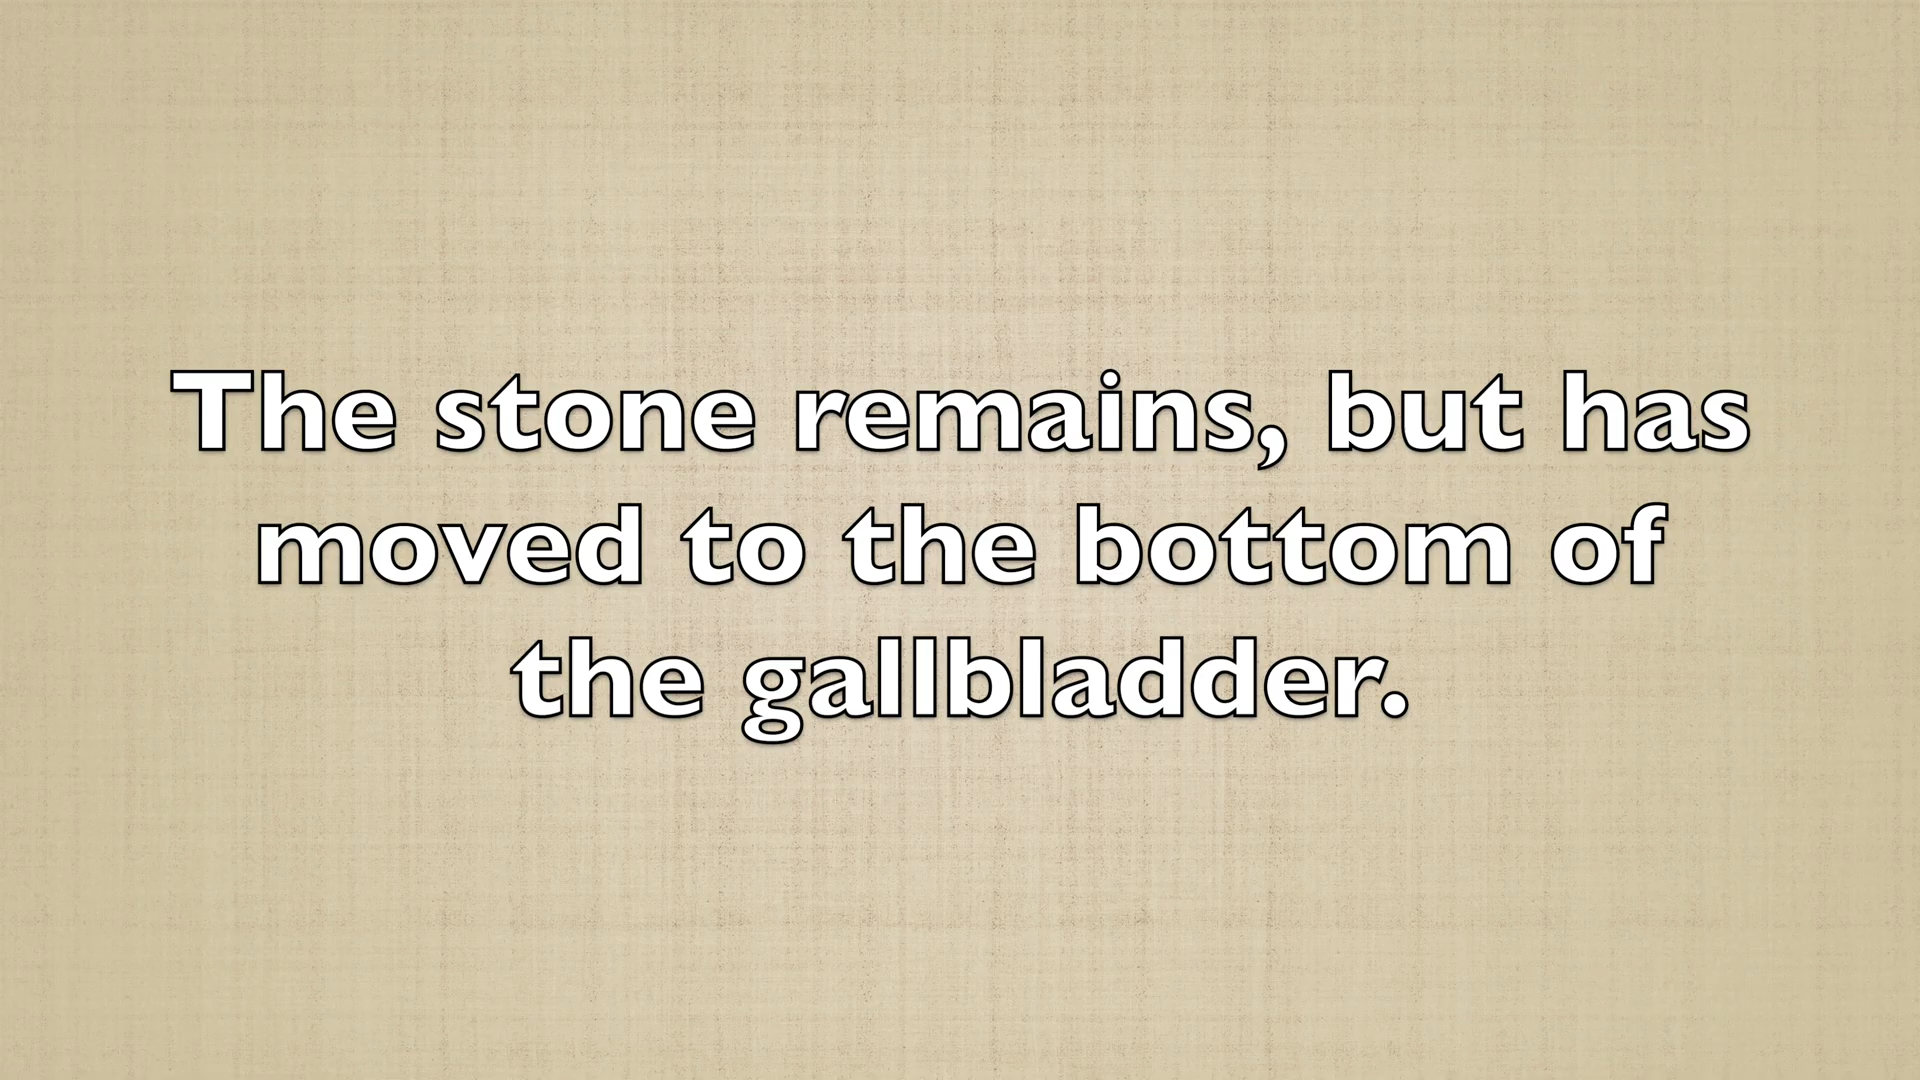 The stone remains, but has
moved to the bottom of
the gallbladder.